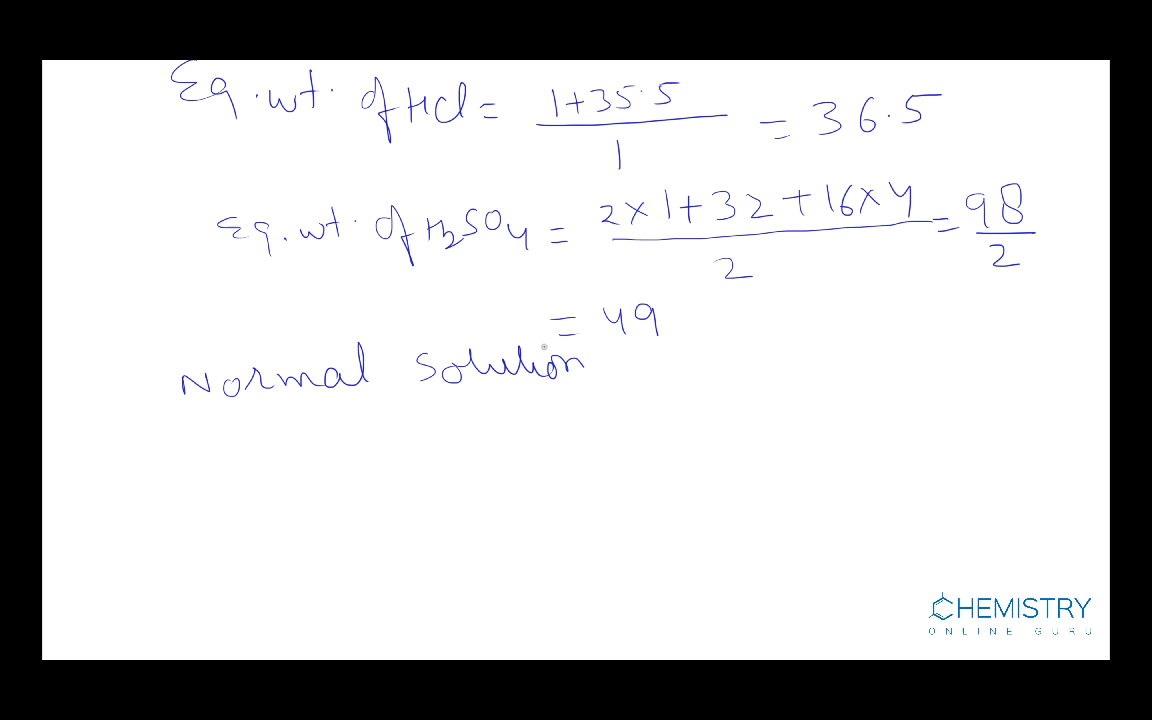 Eq.wt. of HCl = 1+35.5 / 1 = 36.5
Eq.wt. of H2SO4 = 2×1+32+16×4 / 2 = 98 / 2
= 49
Normal Solution
CHEMISTRY
ONLINE GURU